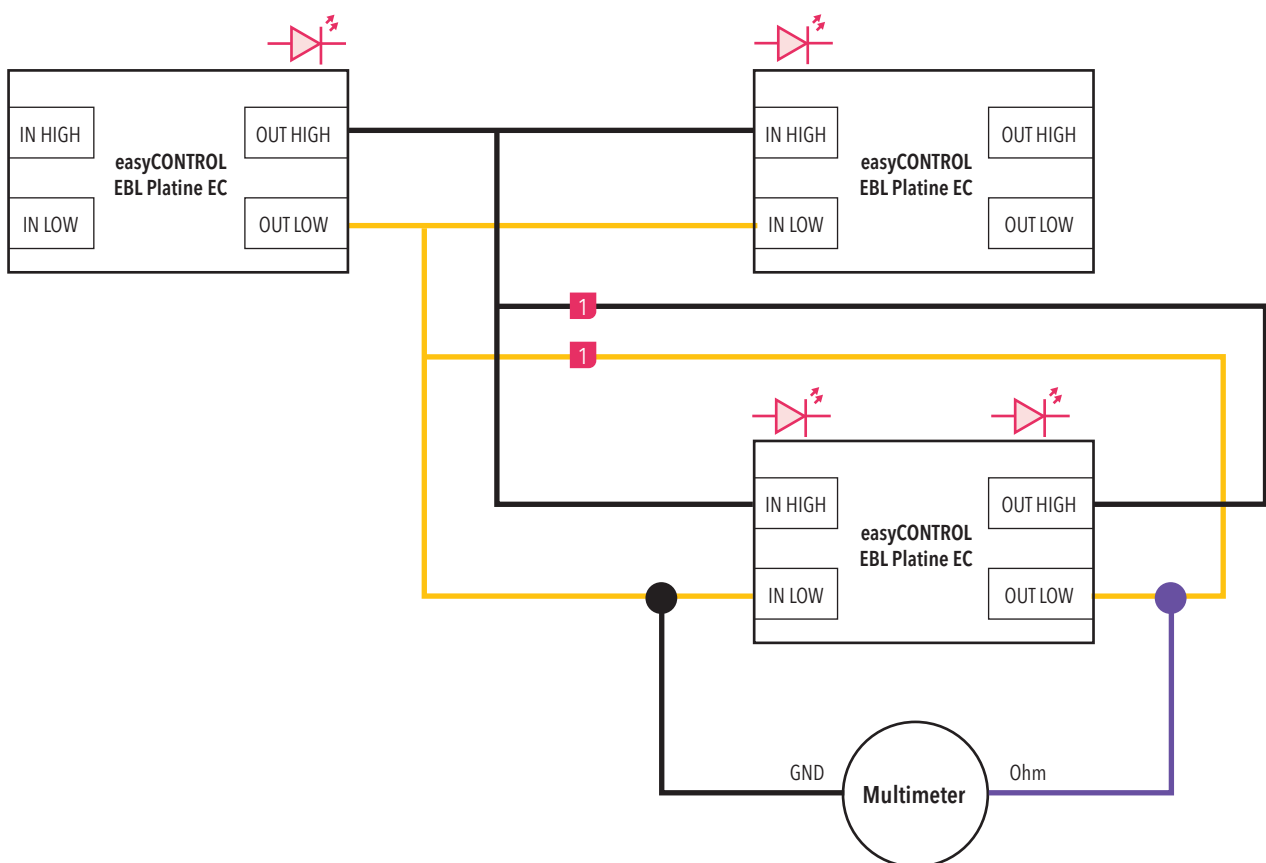 IN HIGH
OUT HIGH
easyCONTROL
EBL Platine EC
IN LOW
OUT LOW
IN HIGH
OUT HIGH
easyCONTROL
EBL Platine EC
IN LOW
OUT LOW
1
1
IN HIGH
OUT HIGH
easyCONTROL
EBL Platine EC
IN LOW
OUT LOW
GND
Multimeter
Ohm